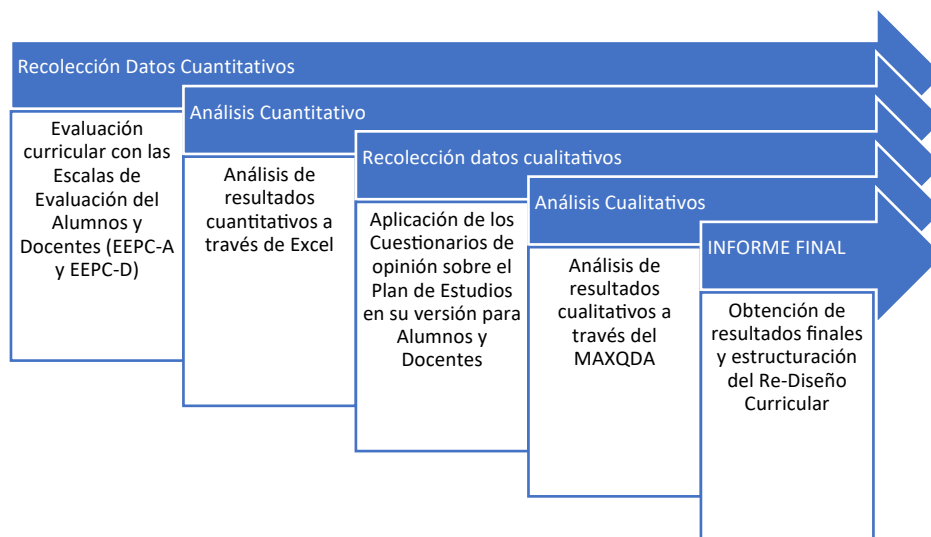 Recolección Datos Cuantitativos
Evaluación
curricular con las
Escalas de
Evaluación del
Alumnos y
Docentes (EEPC-A
y EEPC-D)
Análisis Cuantitativo
Análisis de
resultados
cuantitativos a
través de Excel
Recolección datos cualitativos
Aplicación de los
Cuestionarios de
opinión sobre el
Plan de Estudios
en su versión para
Alumnos y
Docentes
Análisis Cualitativos
Análisis de
resultados
cualitativos a
través del
MAXQDA
INFORME FINAL
Obtención de
resultados finales
y estructuración
del Re-Diseño
Curricular